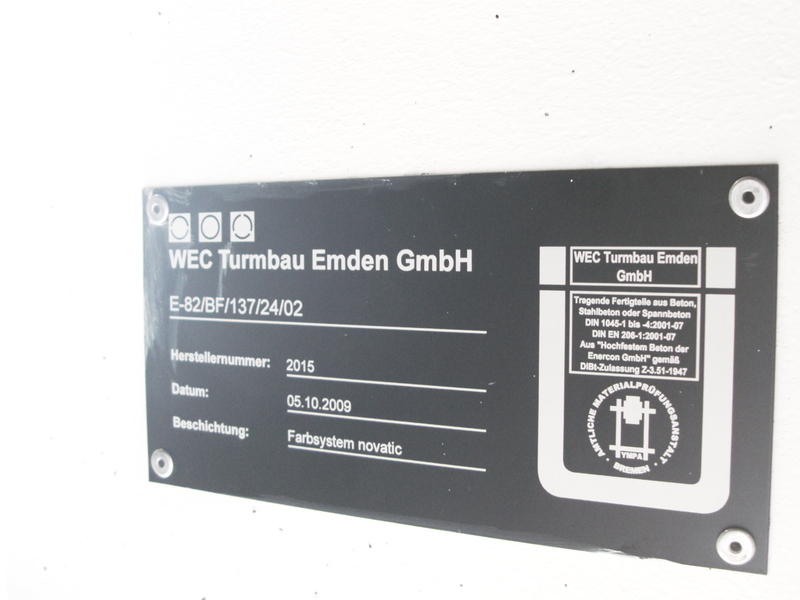 WEC Turmbau Emden GmbH
E-82/BF/137/24/02
Herstellernummer: 2015
Datum: 05.10.2009
Beschichtung: Farbsystem novatic
WEC Turmbau Emden
GmbH
Tragende Fertigteile aus Beton,
Stahlbeton oder Spannbeton
DIN 1045-1 bis -4:2001-07
DIN EN 206-1:2001-07
Aus "Hochfestem Beton der
Enercon GmbH" gemäß
DIBt-Zulassung Z-3.51-1947
AMTLICHE MATERIALPRÜFUNGSANSTALT
YMPA
· BREMEN ·